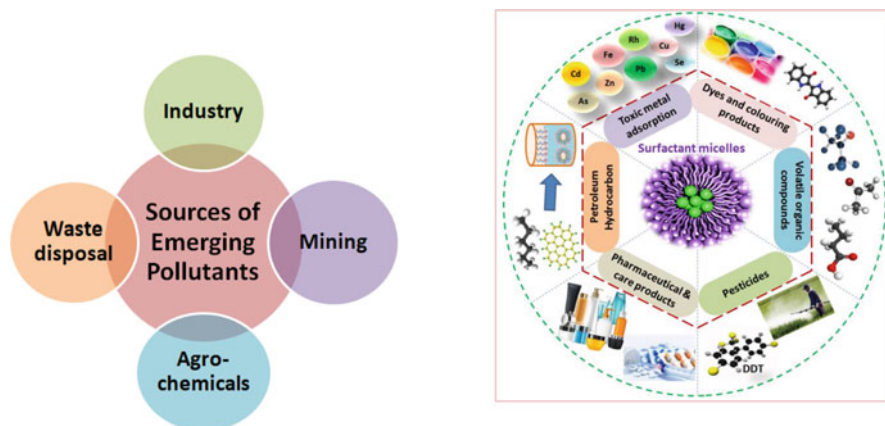 Industry
Waste
disposal
Sources of
Emerging
Pollutants
Mining
Agro-
chemicals
Hg
Rh
Cu
Fe
Se
Cd
Pb
Zn
As
Toxic metal
adsorption
Dyes and colouring
products
Surfactant micelles
Petroleum
Hydrocarbon
Volatile organic
compounds
Pharmaceutical &
care products
Pesticides
DDT